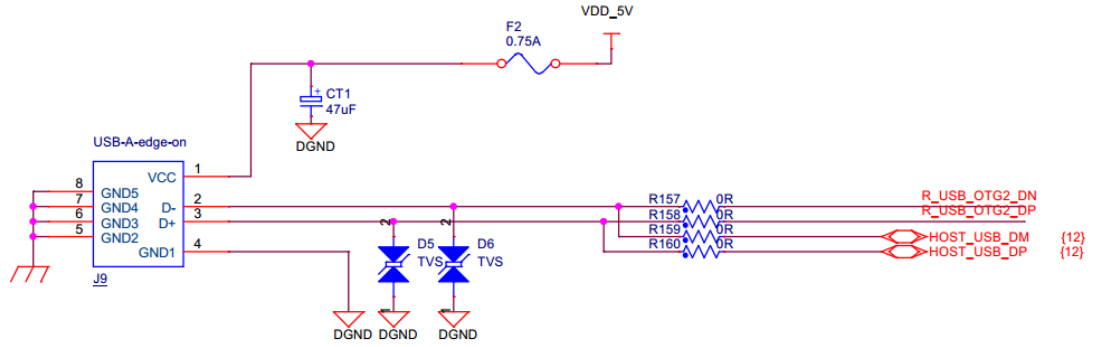 VDD_5V
F2
0.75A
CT1
47uF
DGND
USB-A-edge-on
1
VCC
8
GND5
7
GND4
D-
2
6
GND3
D+
3
5
GND2
GND1
4
J9
2
2
D5
TVS
D6
TVS
1
1
DGND
DGND
DGND
R157
0R
R_USB_OTG2_DN
R158
0R
R_USB_OTG2_DP
R159
0R
HOST_USB_DM
{12}
R160
0R
HOST_USB_DP
{12}